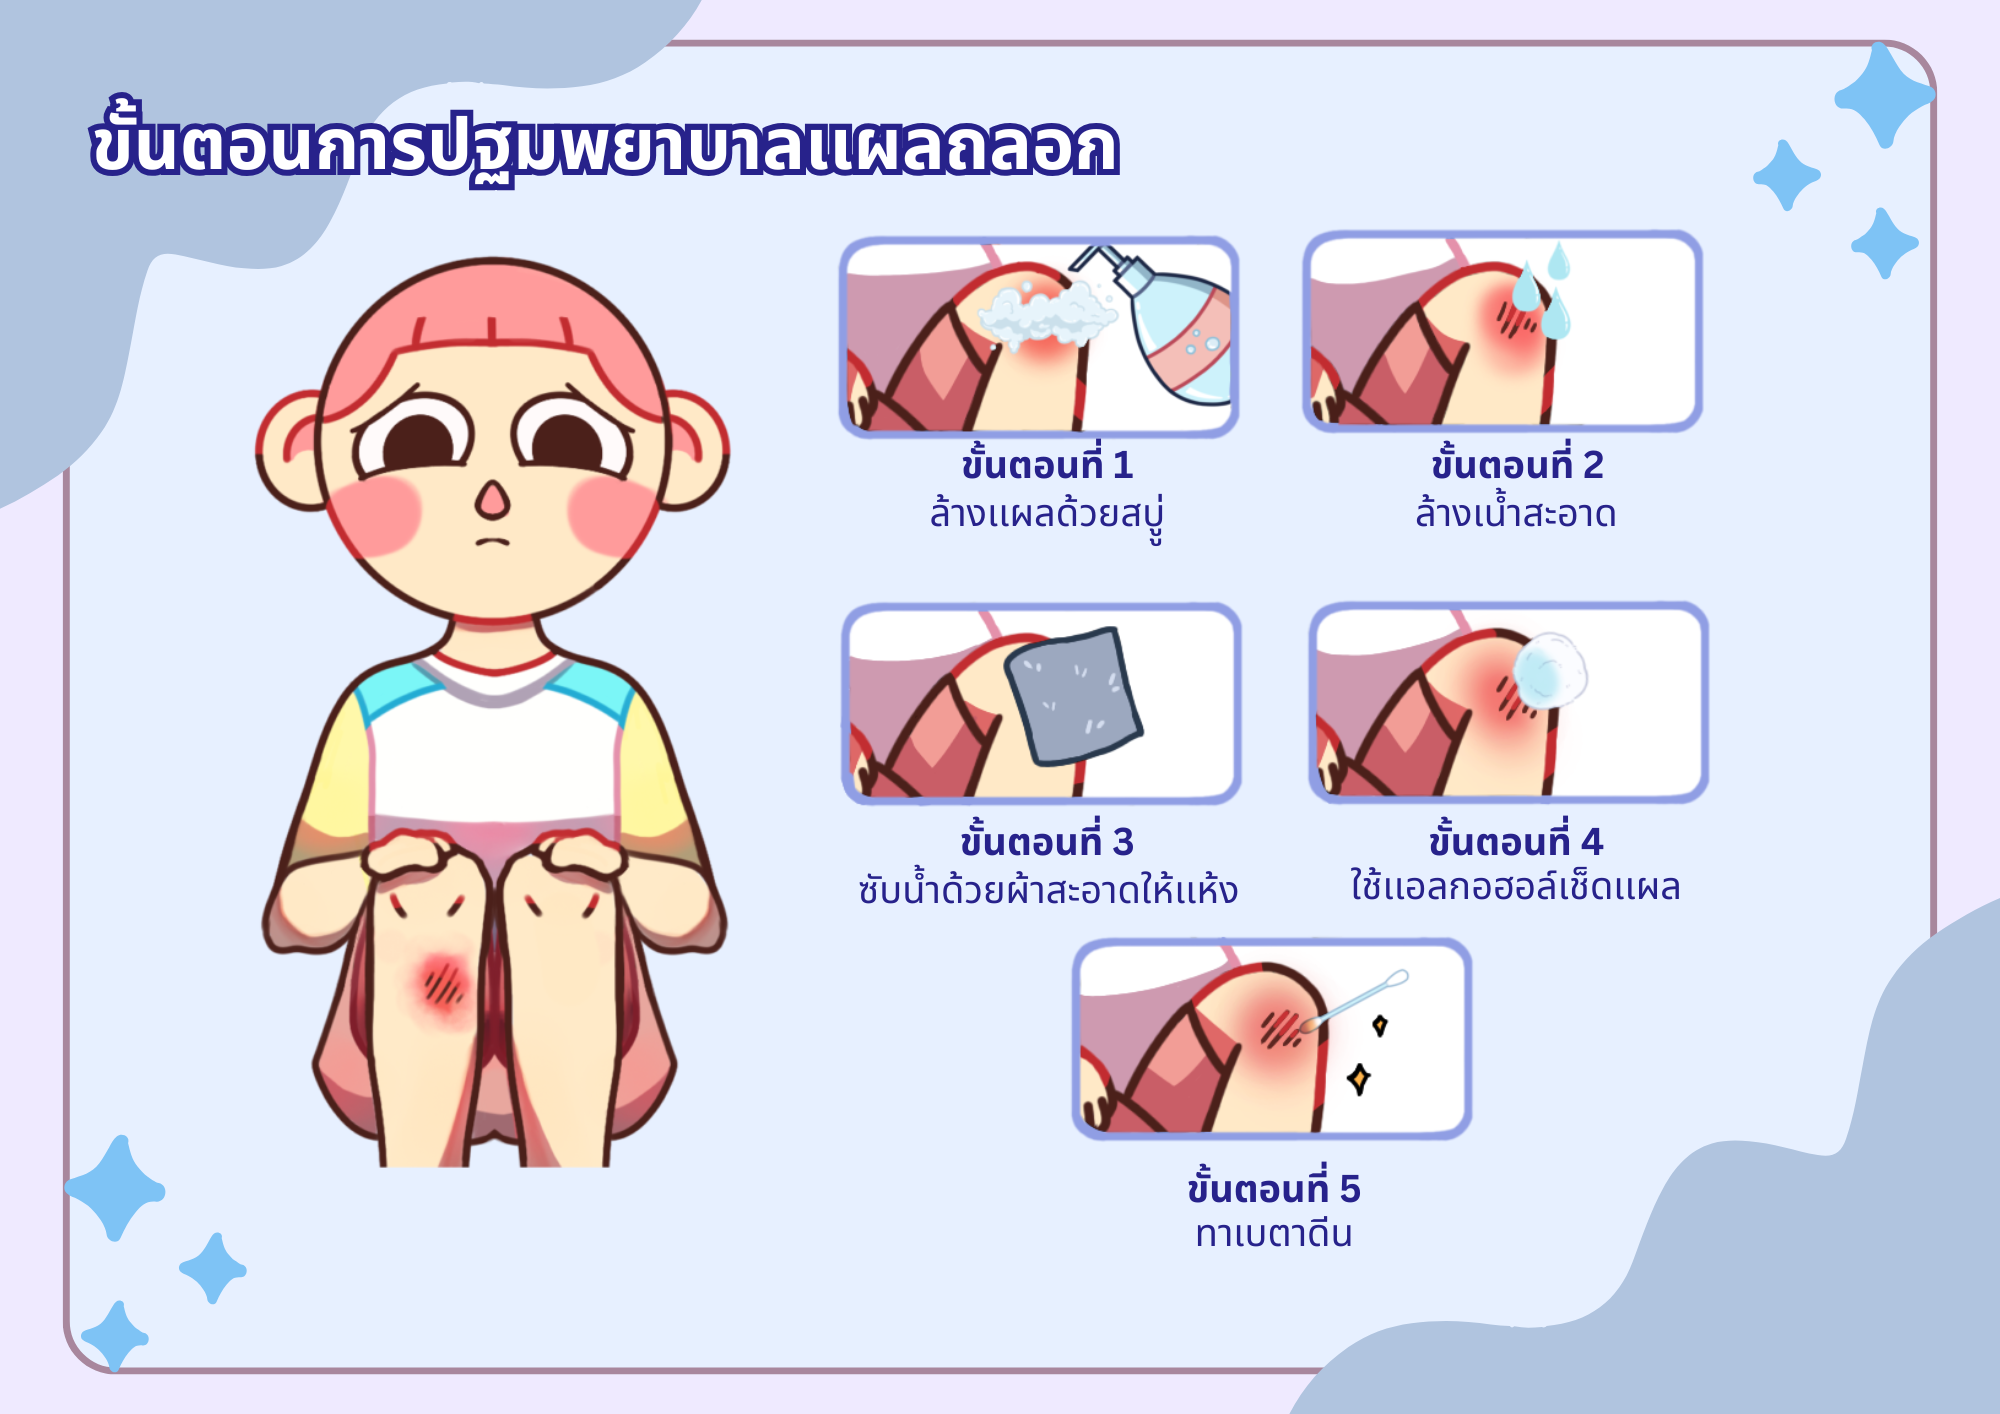 ขั้นตอนการปฐมพยาบาลแผลถลอก
ขั้นตอนที่ 1
ล้างแผลด้วยสบูู่
ขั้นตอนที่ 2
ล้างเน้ำสะอาด
ขั้นตอนที่ 3
ซับน้ำด้วยผ้าสะอาดให้แห้ง
ขั้นตอนที่ 4
ใช้แอลกอฮอล์เช็ดแผล
ขั้นตอนที่ 5
ทาเบตาดีน